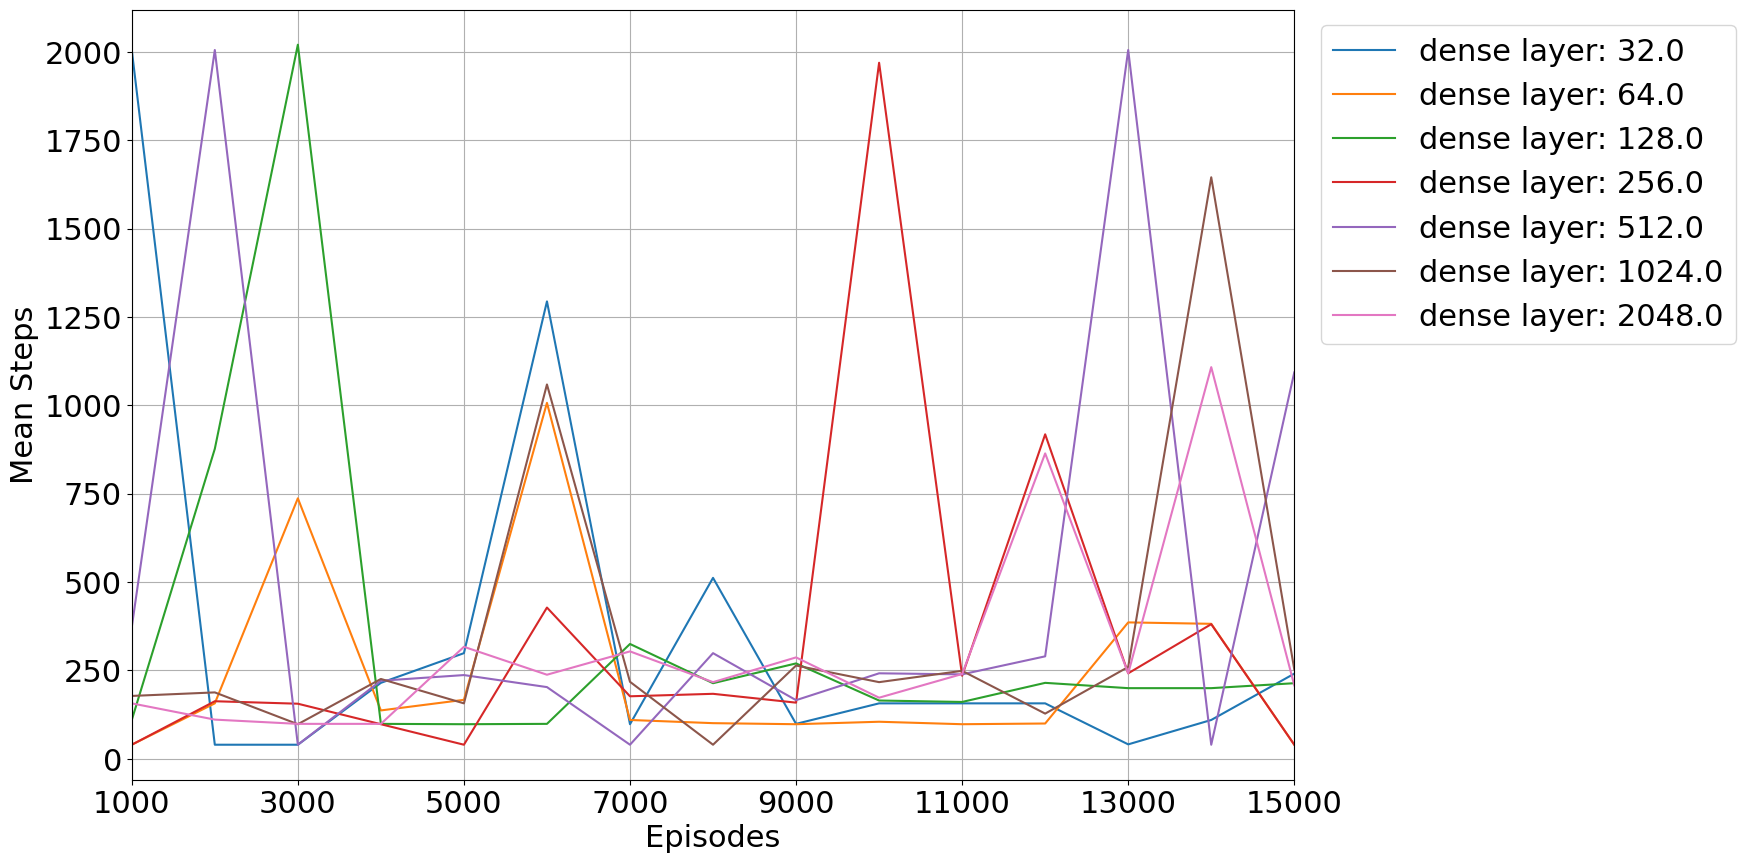 2000
1750
1500
1250
1000
750
500
250
0
Mean Steps
1000 3000 5000 7000 9000 11000 13000 15000
Episodes
dense layer: 32.0
dense layer: 64.0
dense layer: 128.0
dense layer: 256.0
dense layer: 512.0
dense layer: 1024.0
dense layer: 2048.0